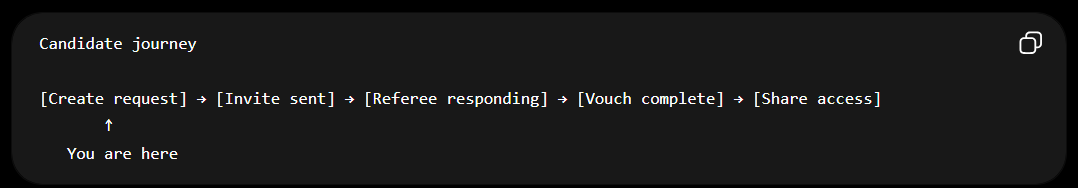 Candidate journey
[Create request] → [Invite sent] → [Referee responding] → [Vouch complete] → [Share access]
↑
You are here